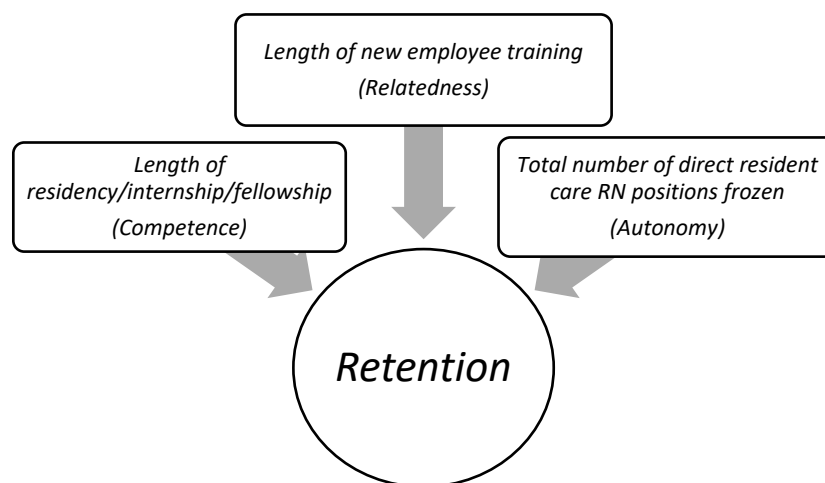 Length of new employee training
(Relatedness)
Length of
residency/internship/fellowship
(Competence)
Total number of direct resident
care RN positions frozen
(Autonomy)
Retention